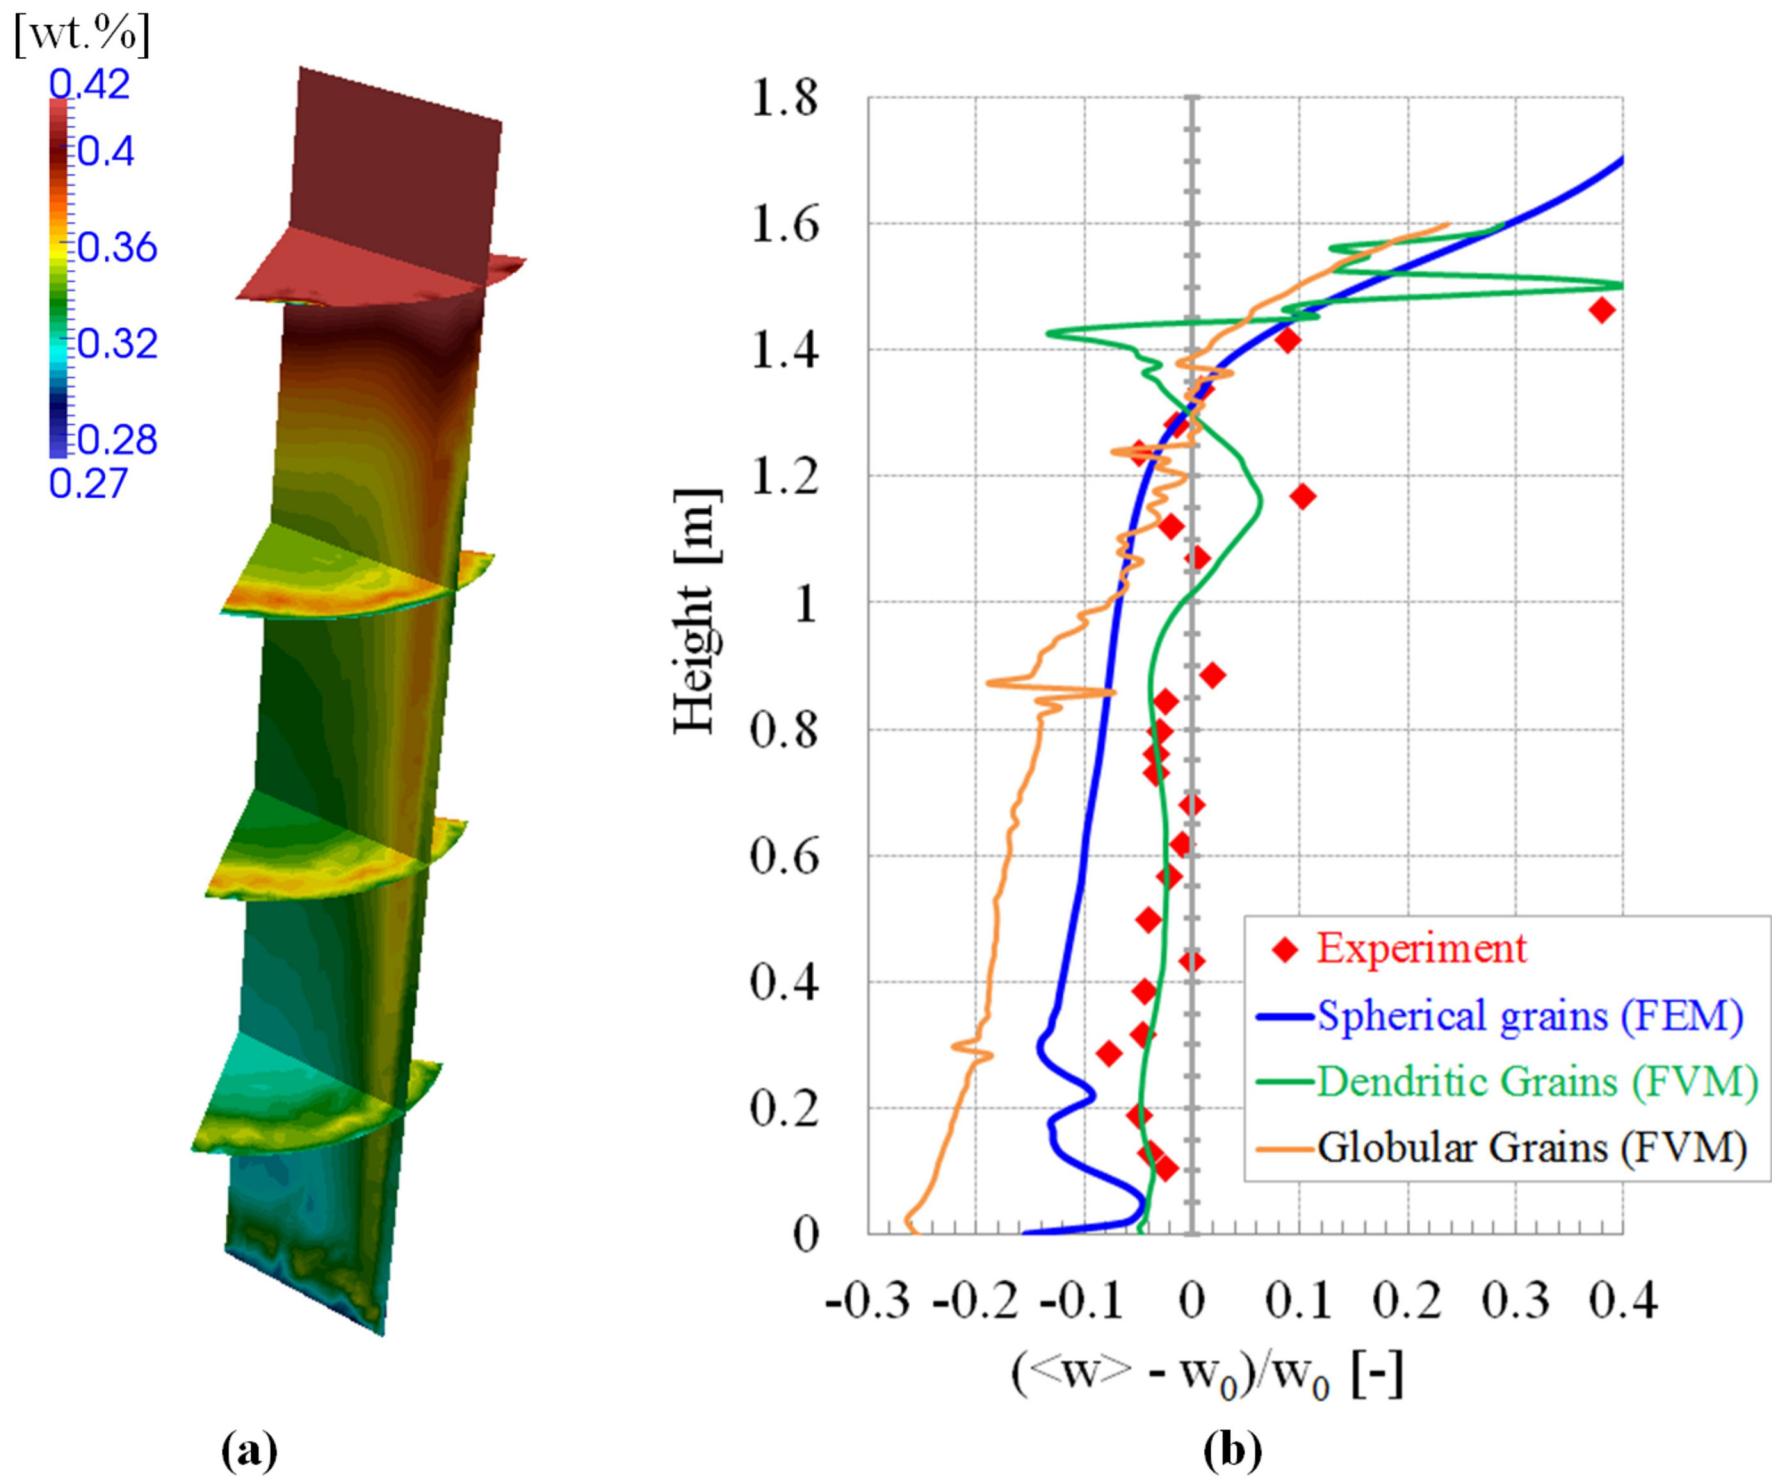 [wt.%]
0.42
0.4
0.36
0.32
0.28
0.27
(a)
Height [m]
1.8
1.6
1.4
1.2
1
0.8
0.6
0.4
0.2
0
-0.3 -0.2 -0.1 0 0.1 0.2 0.3 0.4
(<w> - w₀)/w₀ [-]
Experiment
Spherical grains (FEM)
Dendritic Grains (FVM)
Globular Grains (FVM)
(b)